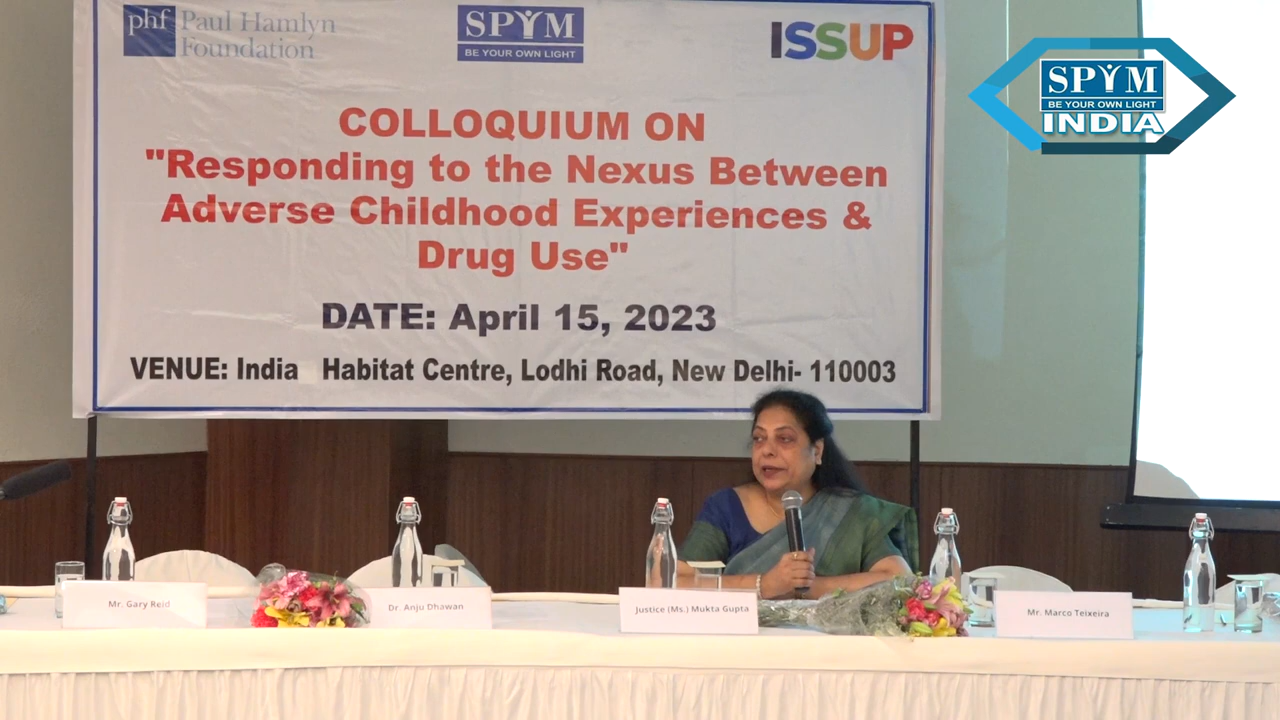 phf Paul Hamlyn
Foundation
SPYM
BE YOUR OWN LIGHT
ISSUP
COLLOQUIUM ON
"Responding to the Nexus Between
Adverse Childhood Experiences &
Drug Use"
DATE: April 15, 2023
VENUE: India Habitat Centre, Lodhi Road, New Delhi- 110003
SPYM
BE YOUR OWN LIGHT
INDIA
Mr. Gary Reid
Dr. Anju Dhawan
Justice (Ms.) Mukta Gupta
Mr. Marco Teixeira